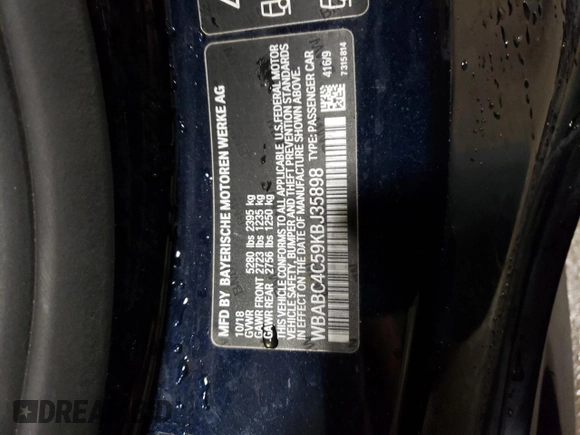 MFD BY BAYERISCHE MOTOREN WERKE AG
10/18
GVWR 5280 lbs 2395 kg
GAWR FRONT 2723 lbs 1235 kg
GAWR REAR 2756 lbs 1250 kg
THIS VEHICLE CONFORMS TO ALL APPLICABLE U.S.FEDERAL MOTOR
VEHICLE SAFETY, BUMPER AND THEFT PREVENTION STANDARDS
IN EFFECT ON THE DATE OF MANUFACTURE SHOWN ABOVE.
WBABC4C59KBJ35898 TYPE: PASSENGER CAR
416/9
7315814